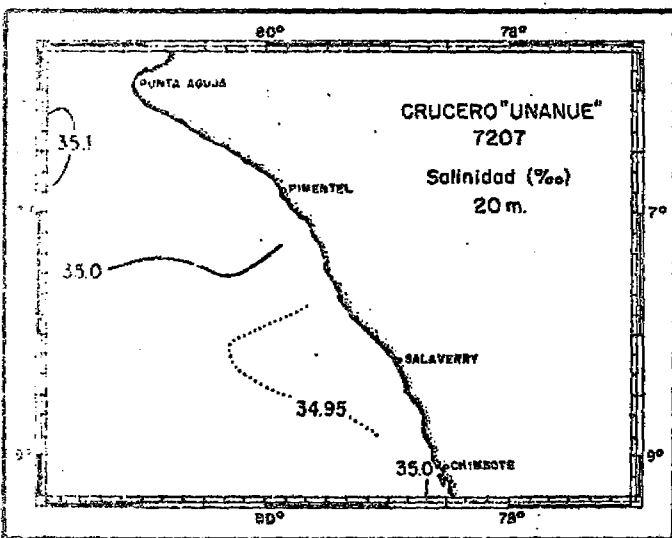 80° 78°
PUNTA AGUJA
CRUCERO "UNANUE"
7207
35.1
Salinidad (‰)
PIMENTEL
20 m.
7°
35.0
SALAVERRY
34.95
9° 35.0 CHIMBOTE 9°
80° 78°